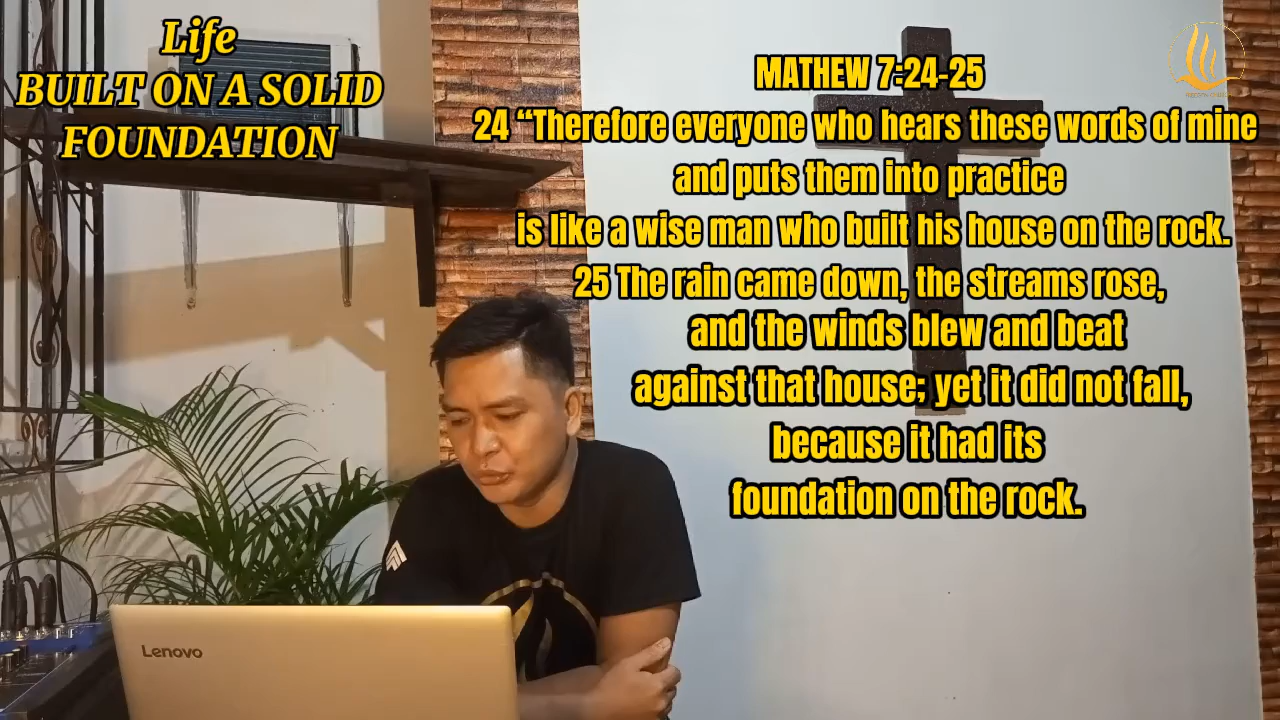 Life
BUILT ON A SOLID
FOUNDATION
MATHEW 7:24-25
24 “Therefore everyone who hears these words of mine
and puts them into practice
is like a wise man who built his house on the rock.
25 The rain came down, the streams rose,
and the winds blew and beat
against that house; yet it did not fall,
because it had its
foundation on the rock.
Lenovo